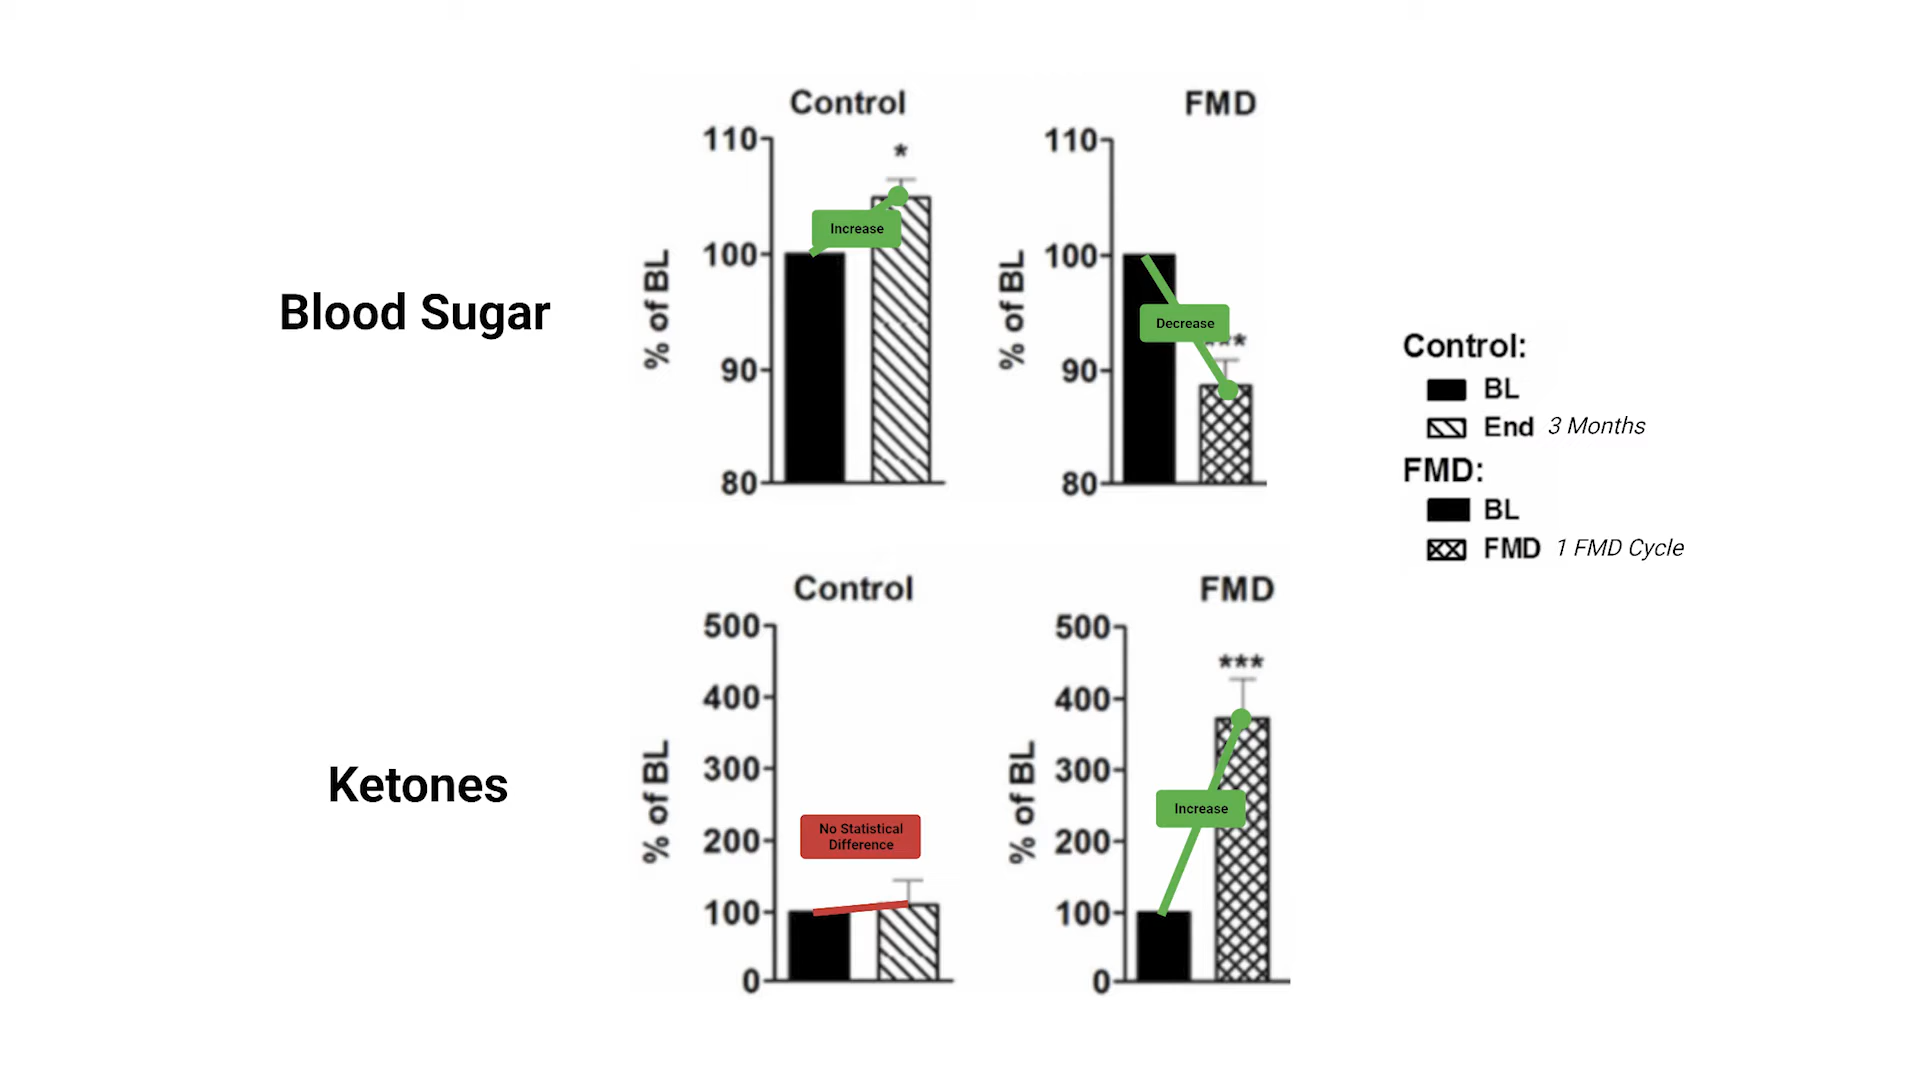 Control
FMD
110
*
Increase
100
% of BL
90
80
110
100
% of BL
Decrease
90
80
Blood Sugar
Control:
BL
End 3 Months
FMD:
BL
FMD 1 FMD Cycle
Control
FMD
500
400
300
% of BL
200
No Statistical
Difference
100
0
500
***
400
300
% of BL
Increase
200
100
0
Ketones